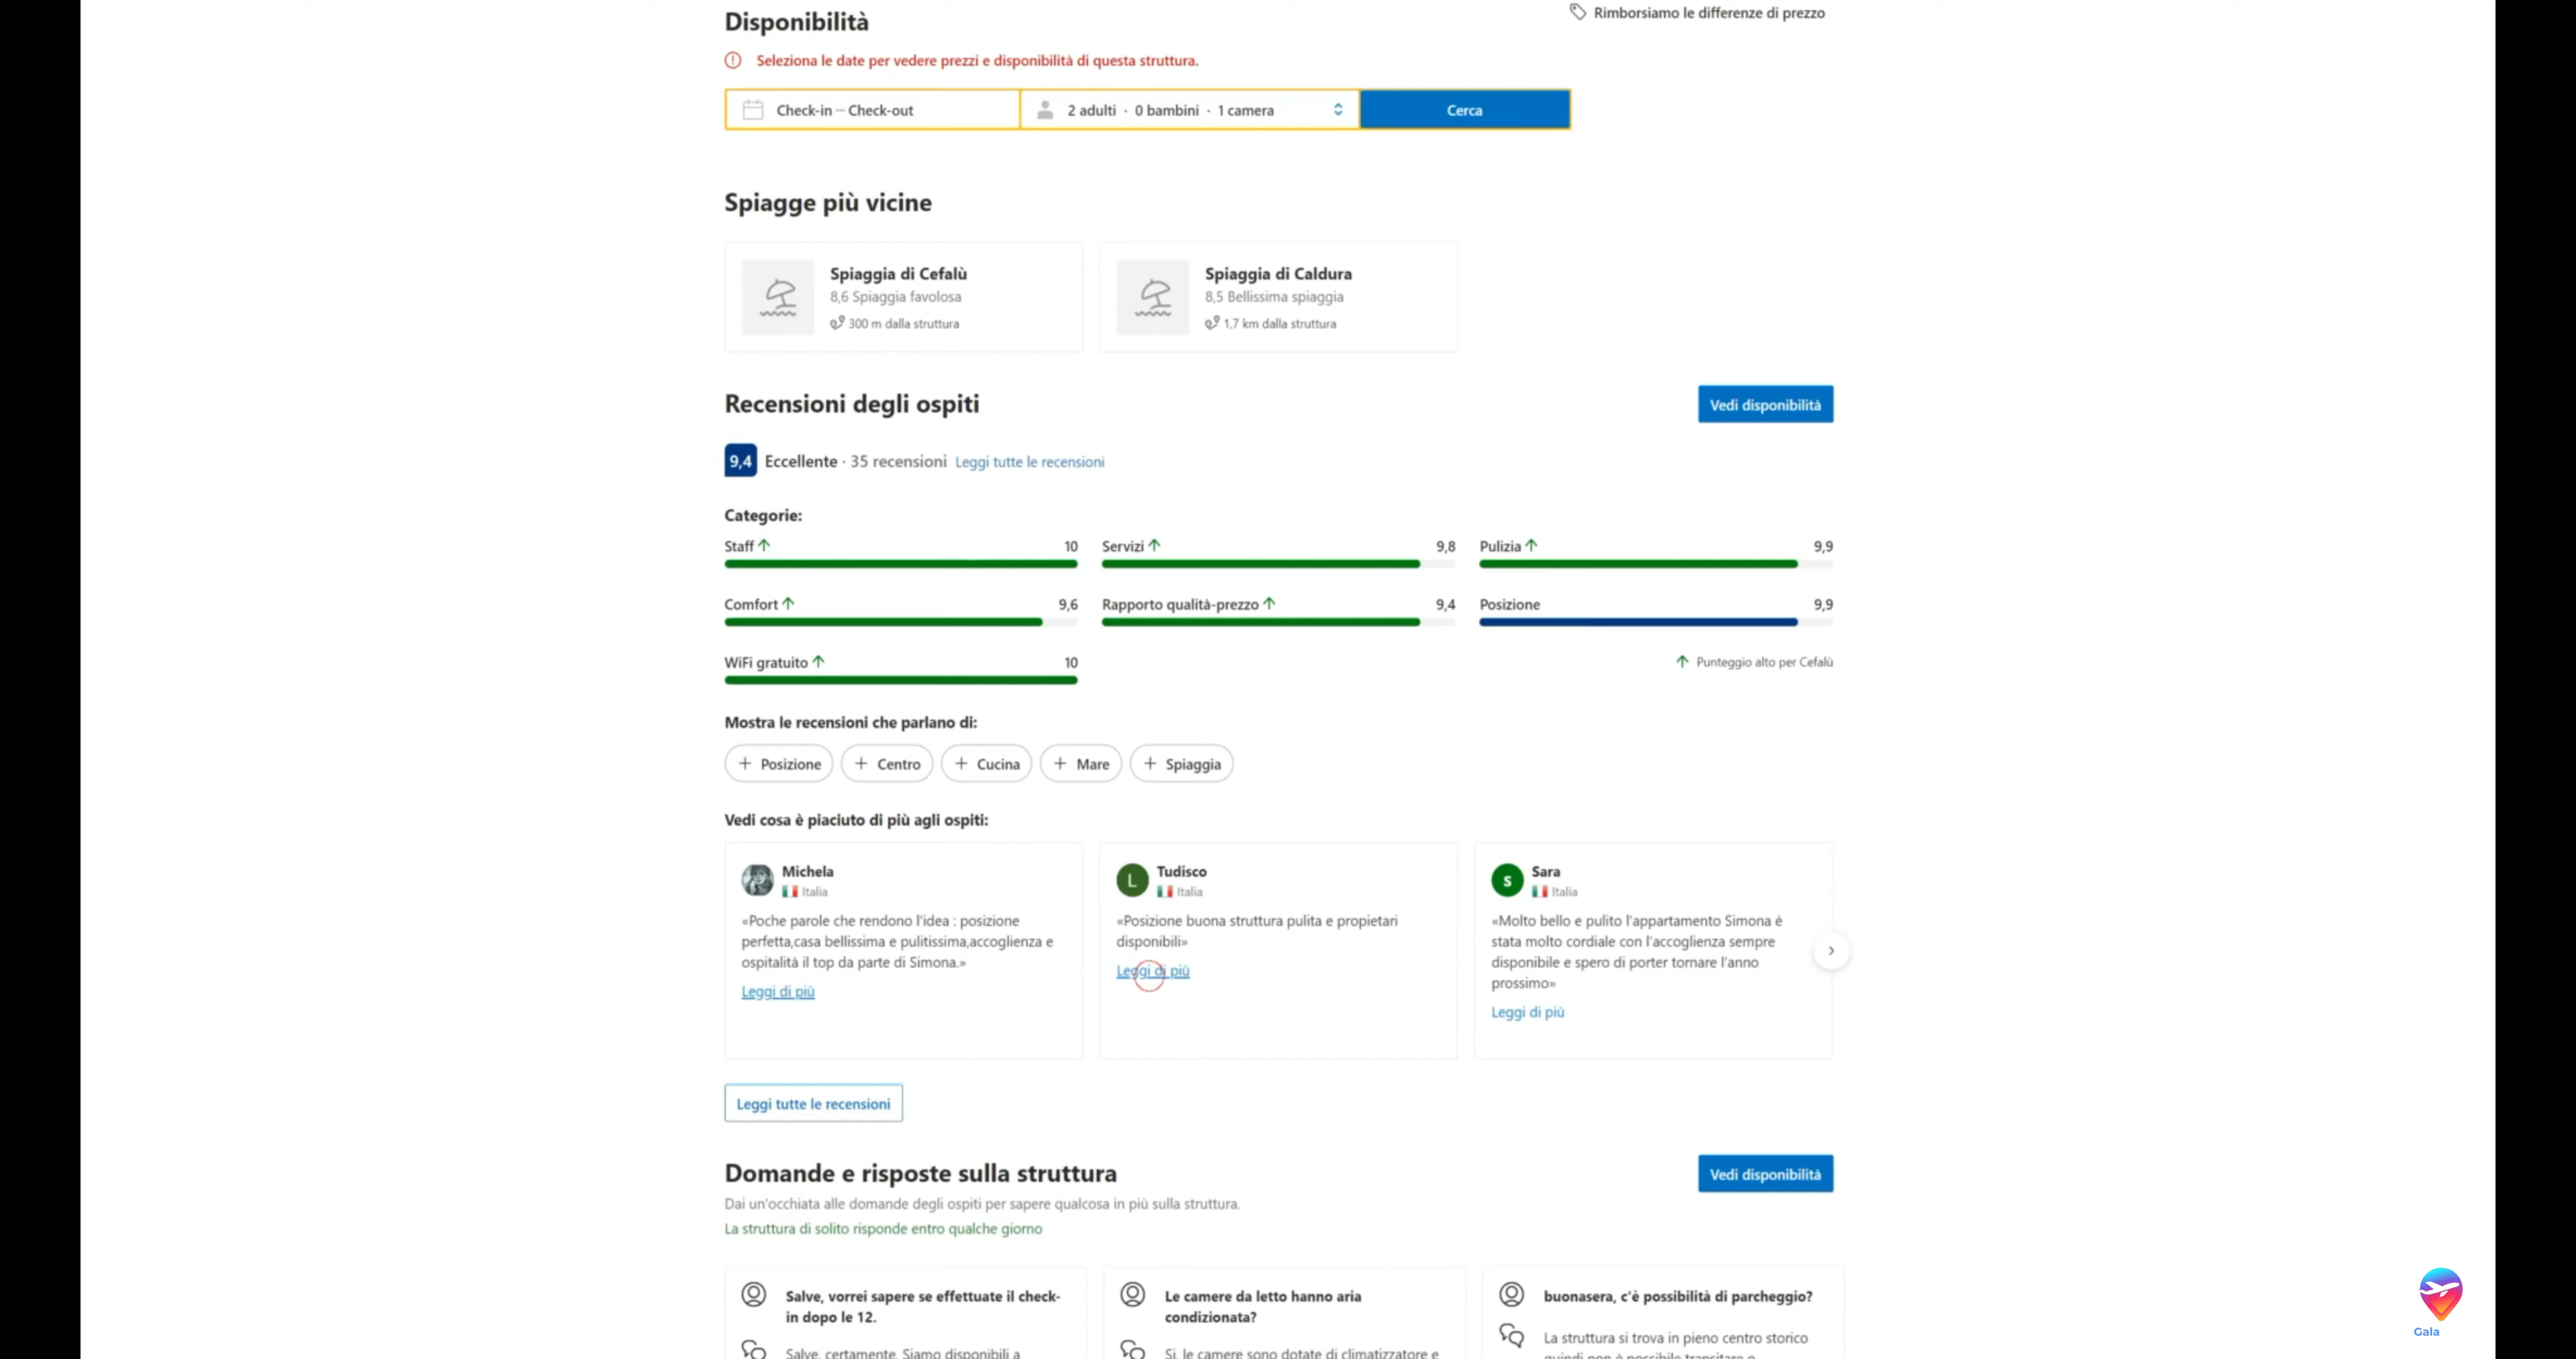 Disponibilità
Rimborsiamo le differenze di prezzo
Seleziona le date per vedere prezzi e disponibilità di questa struttura.
Check-in — Check-out
2 adulti · 0 bambini · 1 camera
Cerca
Spiagge più vicine
Spiaggia di Cefalù
8,6 Spiaggia favolosa
300 m dalla struttura
Spiaggia di Caldura
8,5 Bellissima spiaggia
1,7 km dalla struttura
Recensioni degli ospiti
Vedi disponibilità
9,4 Eccellente · 35 recensioni Leggi tutte le recensioni
Categorie:
Staff 10
Servizi 9,8
Pulizia 9,9
Comfort 9,6
Rapporto qualità-prezzo 9,4
Posizione 9,9
WiFi gratuito 10
Punteggio alto per Cefalù
Mostra le recensioni che parlano di:
Posizione
Centro
Cucina
Mare
Spiaggia
Vedi cosa è piaciuto di più agli ospiti:
Michela
Italia
«Poche parole che rendono l'idea : posizione
perfetta,casa bellissima e pulitissima,accoglienza e
ospitalità il top da parte di Simona.»
Leggi di più
L
Tudisco
Italia
«Posizione buona struttura pulita e propietari
disponibili»
Leggi di più
s
Sara
Italia
«Molto bello e pulito l'appartamento Simona è
stata molto cordiale con l'accoglienza sempre
disponibile e spero di porter tornare l'anno
prossimo»
Leggi di più
Leggi tutte le recensioni
Domande e risposte sulla struttura
Vedi disponibilità
Dai un'occhiata alle domande degli ospiti per sapere qualcosa in più sulla struttura.
La struttura di solito risponde entro qualche giorno
Salve, vorrei sapere se effettuate il check-
in dopo le 12.
Salve, certamente. Siamo disponibili a
Le camere da letto hanno aria
condizionata?
Si, le camere sono dotate di climatizzatore e
buonasera, c'è possibilità di parcheggio?
La struttura si trova in pieno centro storico
quindi non è possibile transitare o
Gala